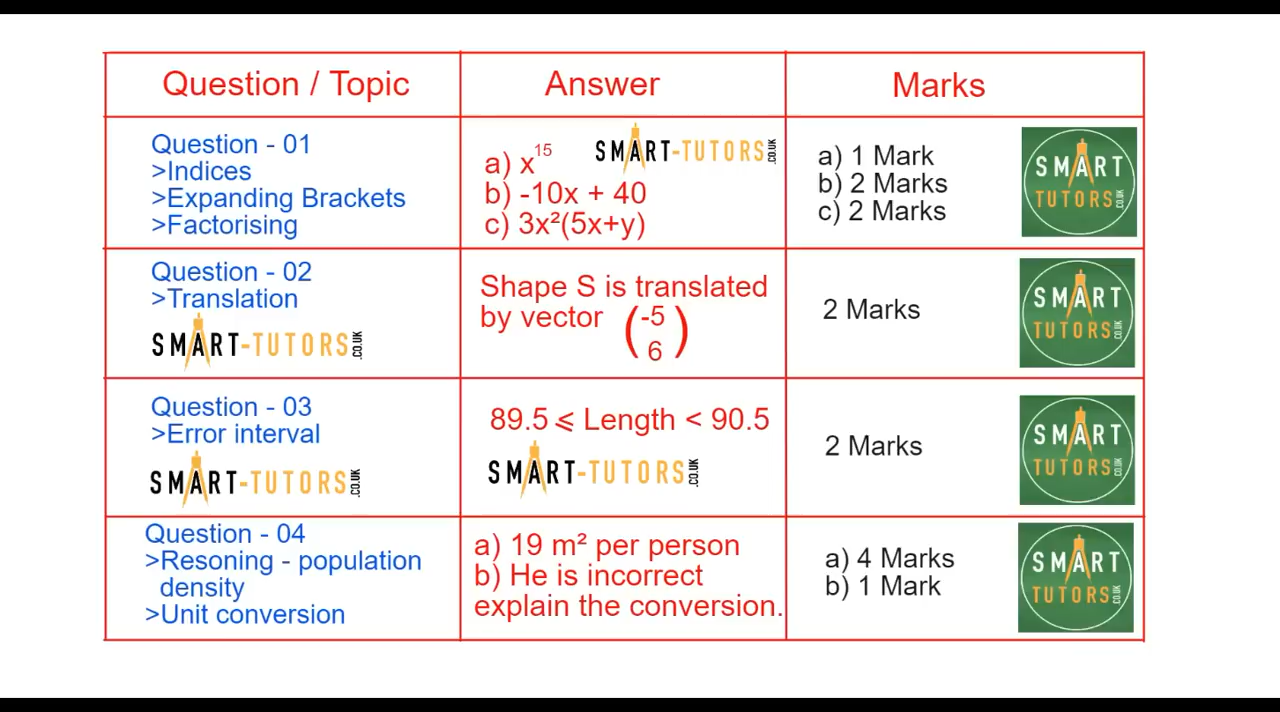 Question / Topic
Answer
Marks
Question - 01
>Indices
>Expanding Brackets
>Factorising
a) x¹⁵
SMART-TUTORS.CO.UK
b) -10x + 40
c) 3x²(5x+y)
a) 1 Mark
b) 2 Marks
c) 2 Marks
SMART
TUTORS.CO.UK
Question - 02
>Translation
SMART-TUTORS.CO.UK
Shape S is translated
by vector (-5
6)
2 Marks
SMART
TUTORS.CO.UK
Question - 03
>Error interval
SMART-TUTORS.CO.UK
89.5 ⩽ Length < 90.5
SMART-TUTORS.CO.UK
2 Marks
SMART
TUTORS.CO.UK
Question - 04
>Resoning - population
density
>Unit conversion
a) 19 m² per person
b) He is incorrect
explain the conversion.
a) 4 Marks
b) 1 Mark
SMART
TUTORS.CO.UK